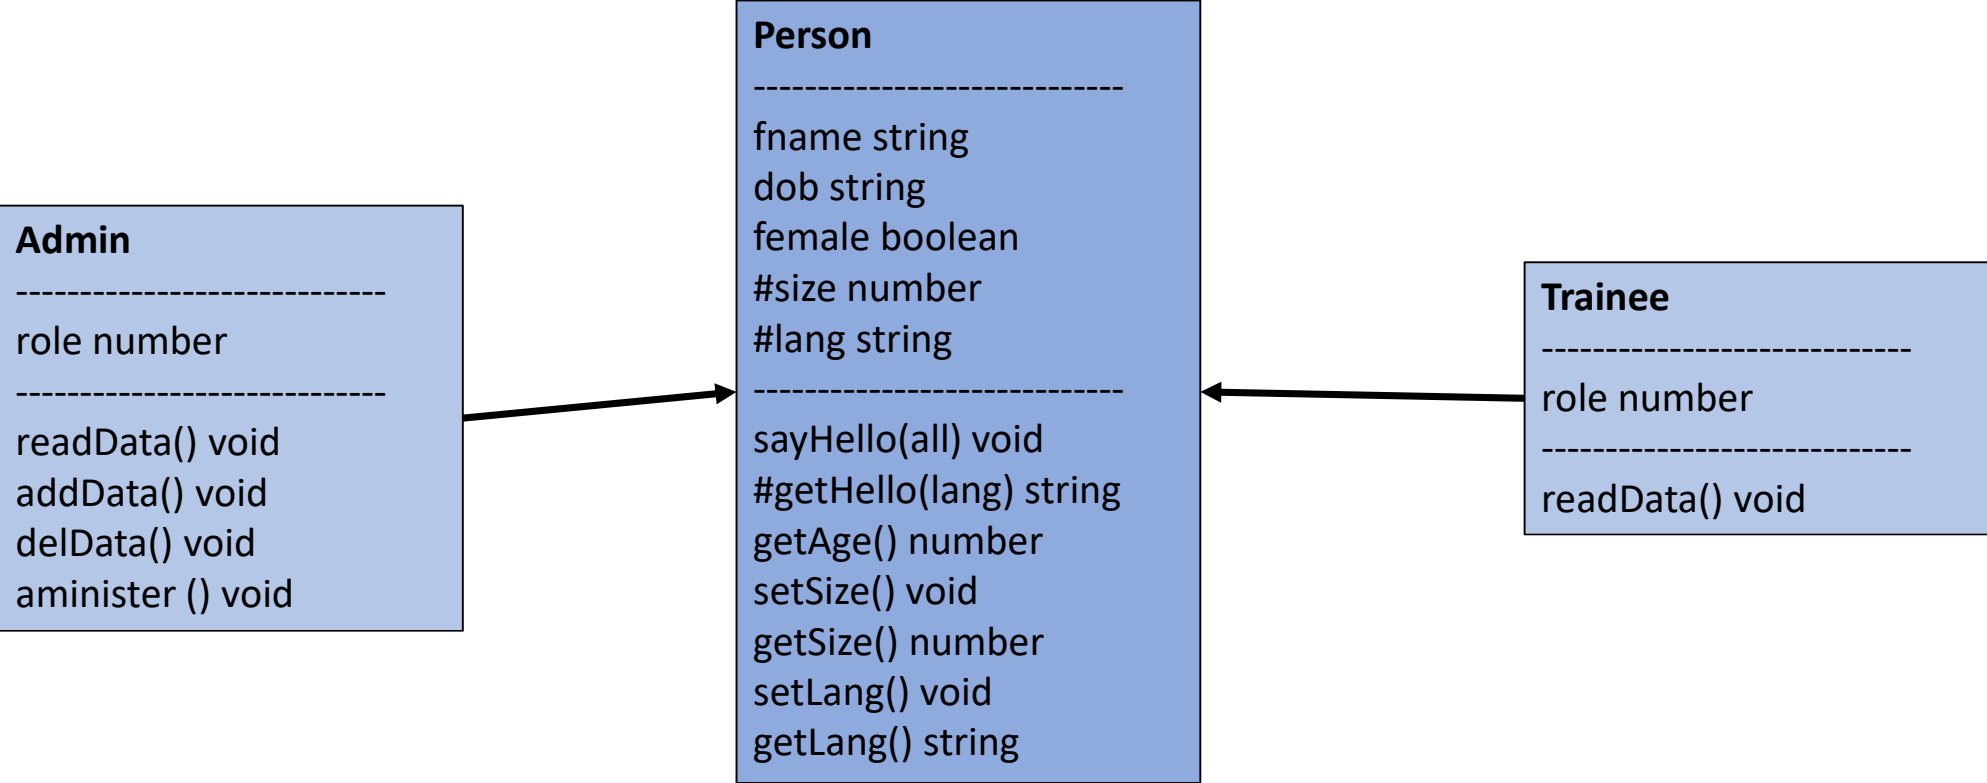 Admin
-----------------------------
role number
-----------------------------
readData() void
addData() void
delData() void
aminister () void
Person
-----------------------------
fname string
dob string
female boolean
#size number
#lang string
-----------------------------
sayHello(all) void
#getHello(lang) string
getAge() number
setSize() void
getSize() number
setLang() void
getLang() string
Trainee
-----------------------------
role number
-----------------------------
readData() void